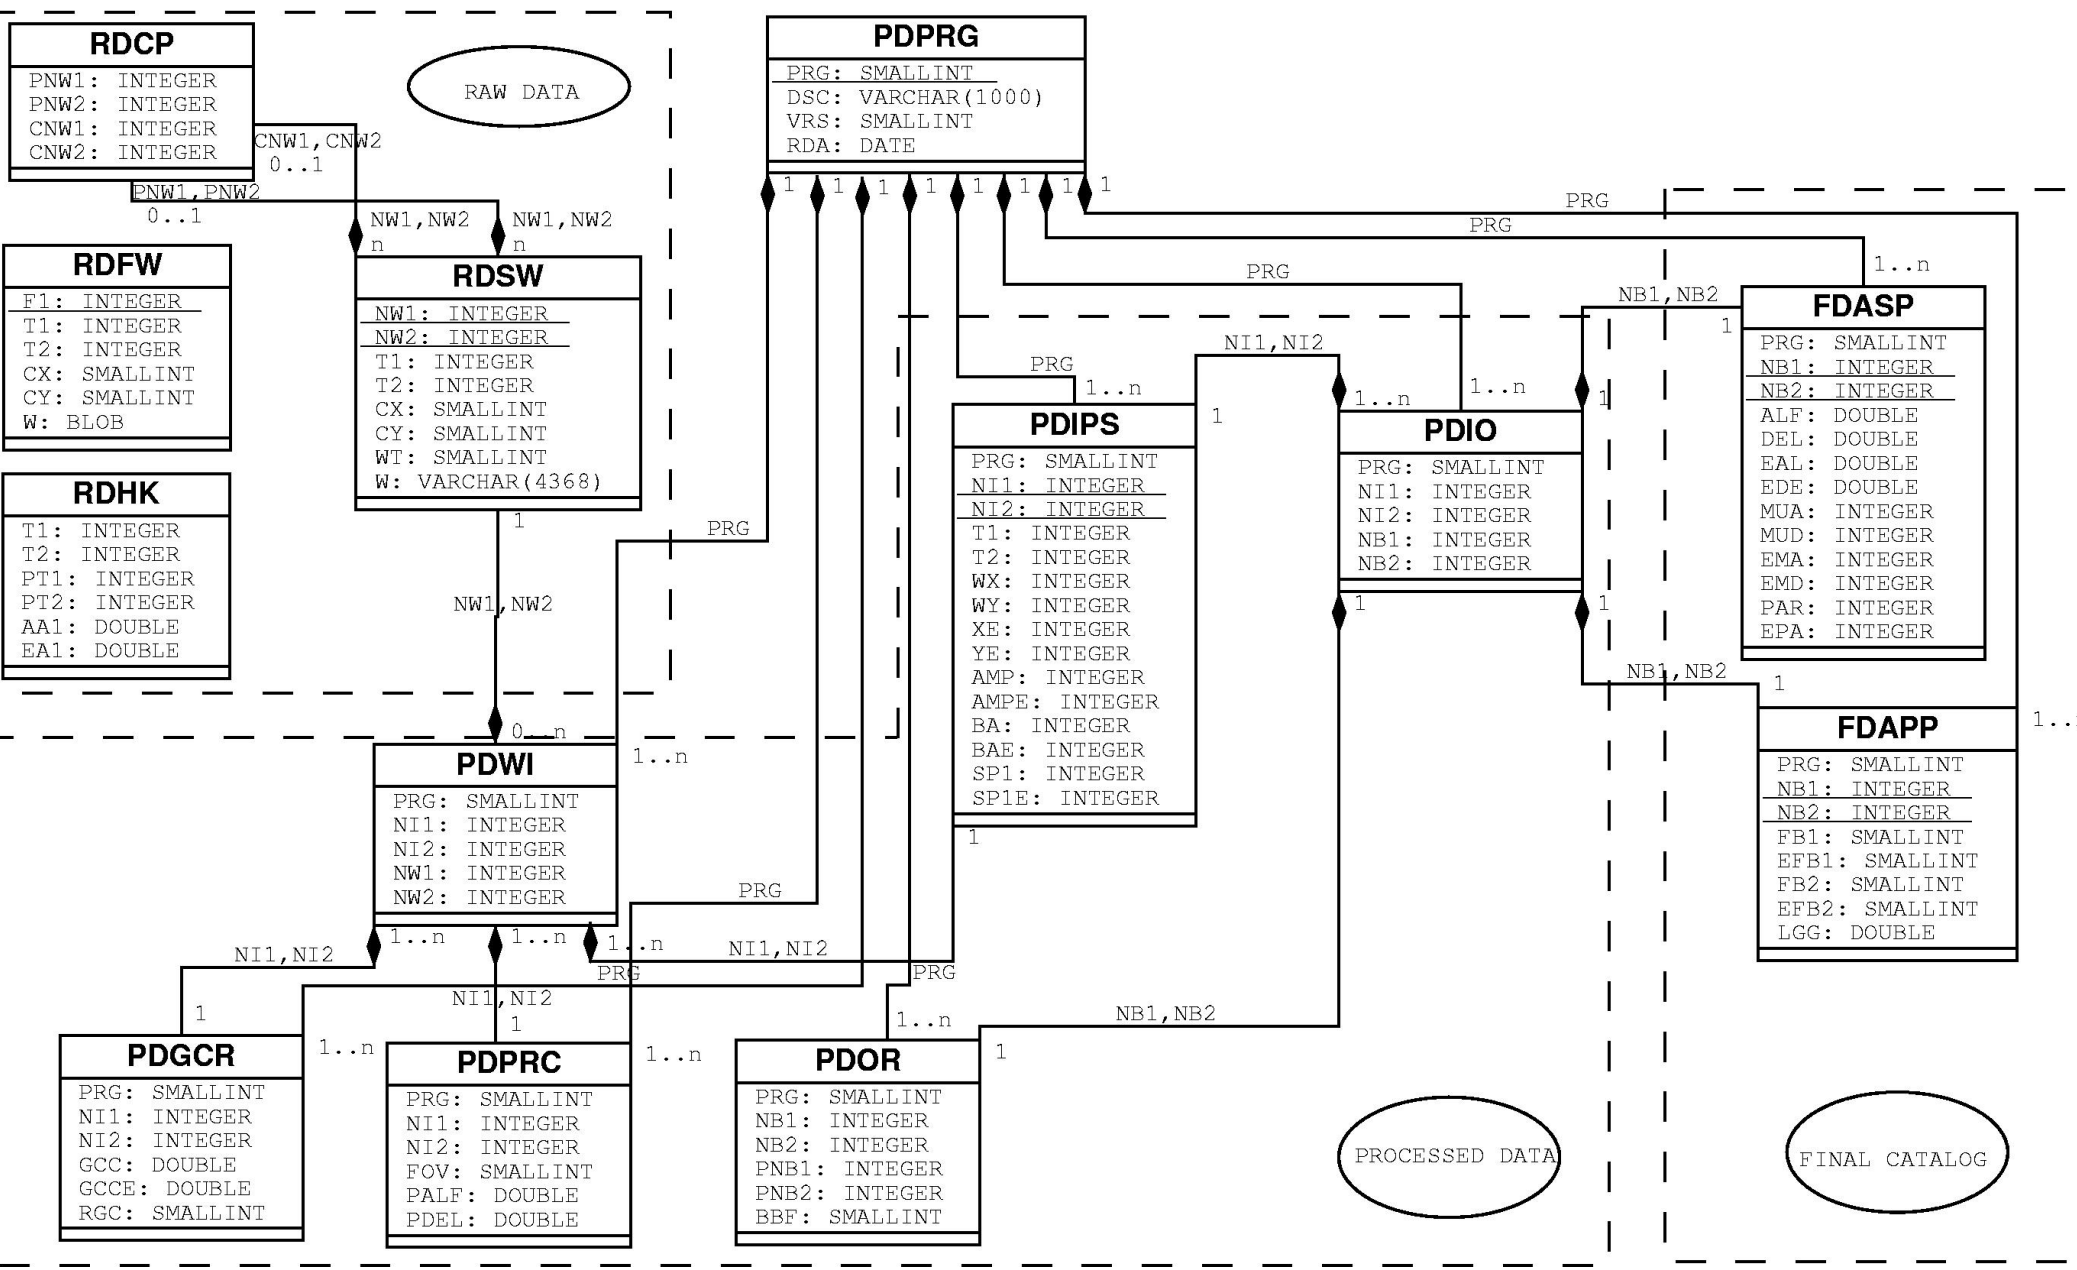 RDCP
PNW1: INTEGER
PNW2: INTEGER
CNW1: INTEGER
CNW2: INTEGER
CNW1,CNW2
0..1
PNW1,PNW2
0..1
RAW DATA
RDFW
F1: INTEGER
T1: INTEGER
T2: INTEGER
CX: SMALLINT
CY: SMALLINT
W: BLOB
RDHK
T1: INTEGER
T2: INTEGER
PT1: INTEGER
PT2: INTEGER
AA1: DOUBLE
EA1: DOUBLE
NW1,NW2
n
NW1,NW2
n
RDSW
NW1: INTEGER
NW2: INTEGER
T1: INTEGER
T2: INTEGER
CX: SMALLINT
CY: SMALLINT
WT: SMALLINT
W: VARCHAR(4368)
1
NW1,NW2
0..n
PDPRG
PRG: SMALLINT
DSC: VARCHAR(1000)
VRS: SMALLINT
RDA: DATE
1
1
1
1
1
1
1
1
PRG
PRG
PRG
PRG
PRG
PRG
PRG
PRG
PDWI
1..n
PRG: SMALLINT
NI1: INTEGER
NI2: INTEGER
NW1: INTEGER
NW2: INTEGER
1..n
1..n
1..n
NI1,NI2
1
NI1,NI2
1
NI1,NI2
PDGCR
1..n
PRG: SMALLINT
NI1: INTEGER
NI2: INTEGER
GCC: DOUBLE
GCCE: DOUBLE
RGC: SMALLINT
PDPRC
1..n
PRG: SMALLINT
NI1: INTEGER
NI2: INTEGER
FOV: SMALLINT
PALF: DOUBLE
PDEL: DOUBLE
1..n
1
NB1,NB2
PDOR
PRG: SMALLINT
NB1: INTEGER
NB2: INTEGER
PNB1: INTEGER
PNB2: INTEGER
BBF: SMALLINT
1..n
NI1,NI2
1
PDIPS
PRG: SMALLINT
NI1: INTEGER
NI2: INTEGER
T1: INTEGER
T2: INTEGER
WX: INTEGER
WY: INTEGER
XE: INTEGER
YE: INTEGER
AMP: INTEGER
AMPE: INTEGER
BA: INTEGER
BAE: INTEGER
SP1: INTEGER
SP1E: INTEGER
1
1..n
1..n
1
PDIO
PRG: SMALLINT
NI1: INTEGER
NI2: INTEGER
NB1: INTEGER
NB2: INTEGER
1
1
NB1,NB2
1
1..n
FDASP
PRG: SMALLINT
NB1: INTEGER
NB2: INTEGER
ALF: DOUBLE
DEL: DOUBLE
EAL: DOUBLE
EDE: DOUBLE
MUA: INTEGER
MUD: INTEGER
EMA: INTEGER
EMD: INTEGER
PAR: INTEGER
EPA: INTEGER
NB1,NB2
1
1..
FDAPP
PRG: SMALLINT
NB1: INTEGER
NB2: INTEGER
FB1: SMALLINT
EFB1: SMALLINT
FB2: SMALLINT
EFB2: SMALLINT
LGG: DOUBLE
PROCESSED DATA
FINAL CATALOG